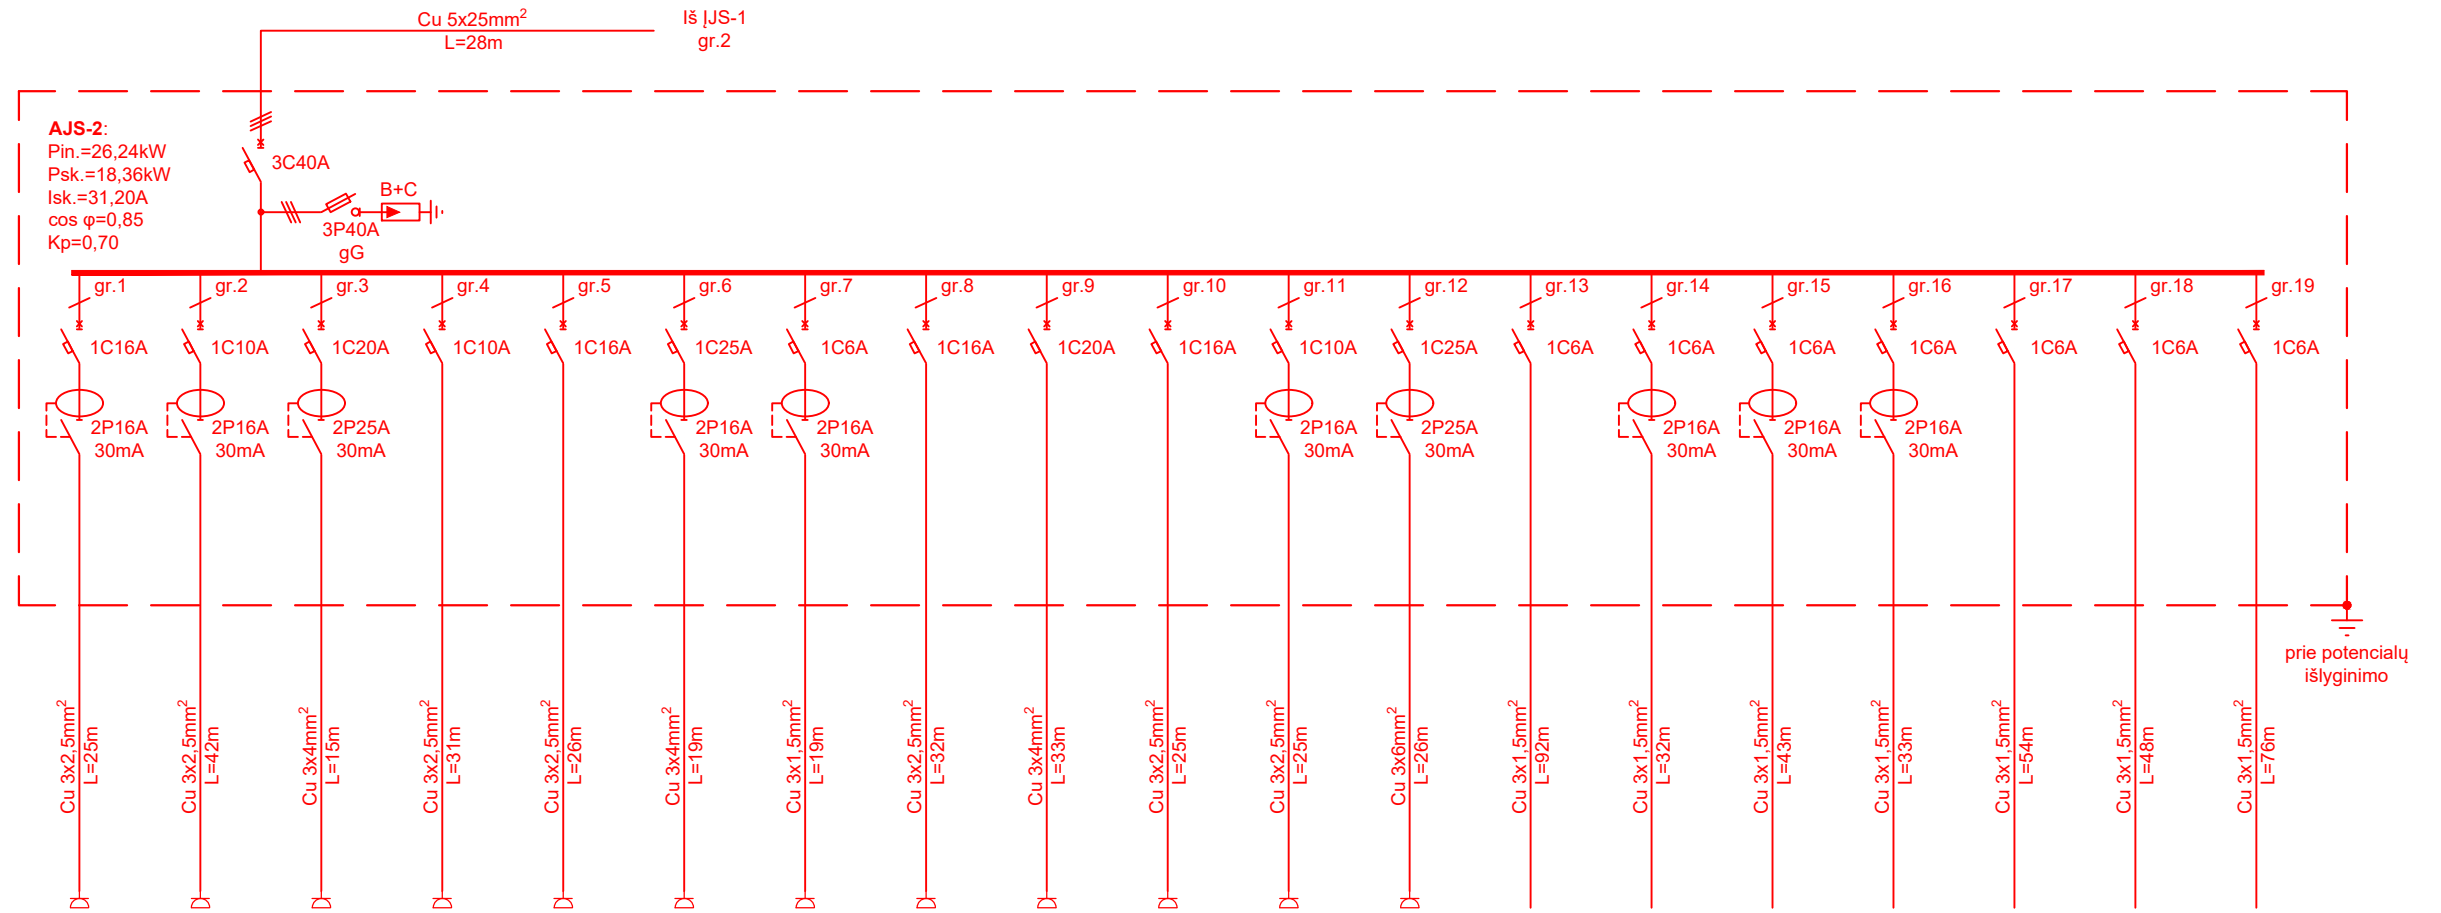 Cu 5x25mm²
L=28m
Iš ĮJS-1
gr.2
AJS-2:
Pin.=26,24kW
Psk.=18,36kW
Isk.=31,20A
cos φ=0,85
Kp=0,70
3C40A
B+C
3P40A
gG
gr.1 gr.2 gr.3 gr.4 gr.5 gr.6 gr.7 gr.8 gr.9 gr.10 gr.11 gr.12 gr.13 gr.14 gr.15 gr.16 gr.17 gr.18 gr.19
1C16A 1C10A 1C20A 1C10A 1C16A 1C25A 1C6A 1C16A 1C20A 1C16A 1C10A 1C25A 1C6A 1C6A 1C6A 1C6A 1C6A 1C6A 1C6A
2P16A 2P16A 2P25A 2P16A 2P16A 2P16A 2P25A 2P16A 2P16A 2P16A
30mA 30mA 30mA 30mA 30mA 30mA 30mA 30mA 30mA 30mA
prie potencialų
išlyginimo
Cu 3x2,5mm²
L=25m
Cu 3x2,5mm²
L=42m
Cu 3x4mm²
L=15m
Cu 3x2,5mm²
L=31m
Cu 3x2,5mm²
L=26m
Cu 3x4mm²
L=19m
Cu 3x1,5mm²
L=19m
Cu 3x2,5mm²
L=32m
Cu 3x4mm²
L=33m
Cu 3x2,5mm²
L=25m
Cu 3x2,5mm²
L=25m
Cu 3x6mm²
L=26m
Cu 3x1,5mm²
L=92m
Cu 3x1,5mm²
L=32m
Cu 3x1,5mm²
L=43m
Cu 3x1,5mm²
L=33m
Cu 3x1,5mm²
L=54m
Cu 3x1,5mm²
L=48m
Cu 3x1,5mm²
L=76m